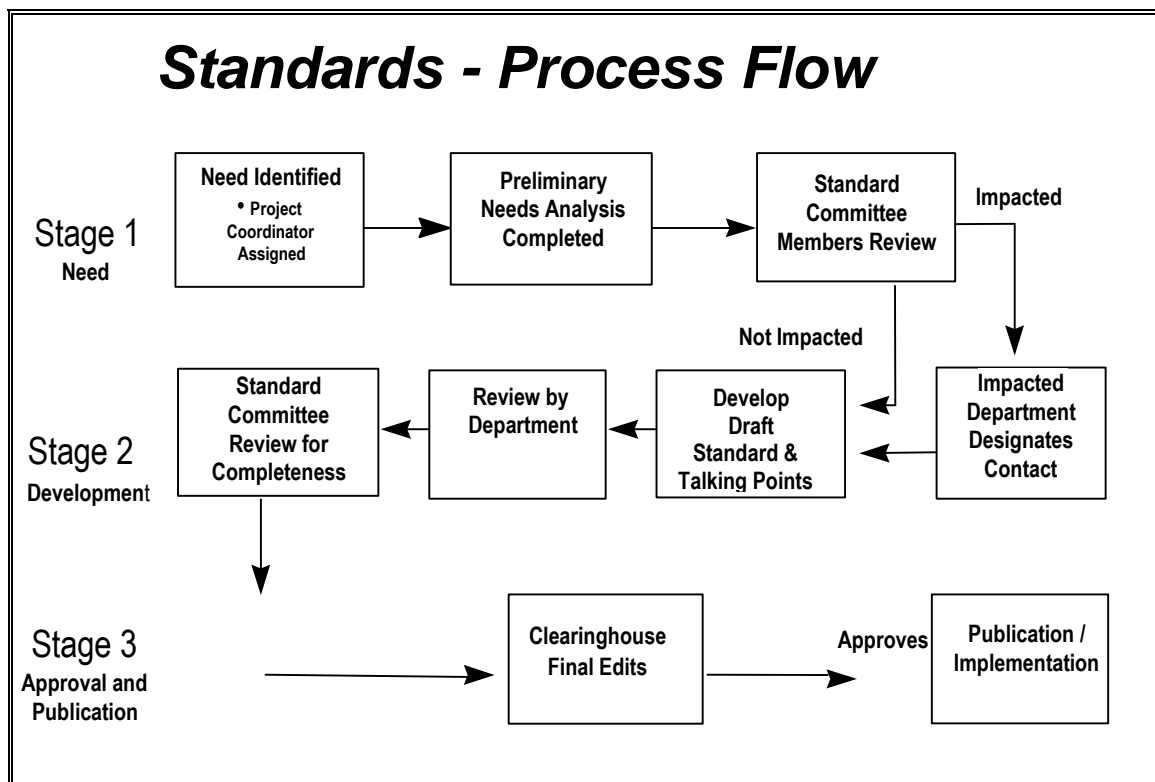 Standards - Process Flow
Stage 1
Need
Need Identified
• Project
Coordinator
Assigned
Preliminary
Needs Analysis
Completed
Standard
Committee
Members Review
Impacted
Not Impacted
Stage 2
Development
Standard
Committee
Review for
Completeness
Review by
Department
Develop
Draft
Standard &
Talking Points
Impacted
Department
Designates
Contact
Stage 3
Approval and
Publication
Clearinghouse
Final Edits
Approves
Publication /
Implementation